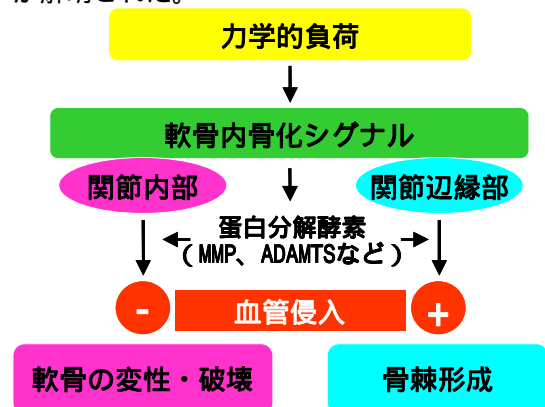 力学的負荷
軟骨内骨化シグナル
関節内部
関節辺縁部
蛋白分解酵素
(MMP、ADAMTSなど)
-
血管侵入
+
軟骨の変性・破壊
骨棘形成